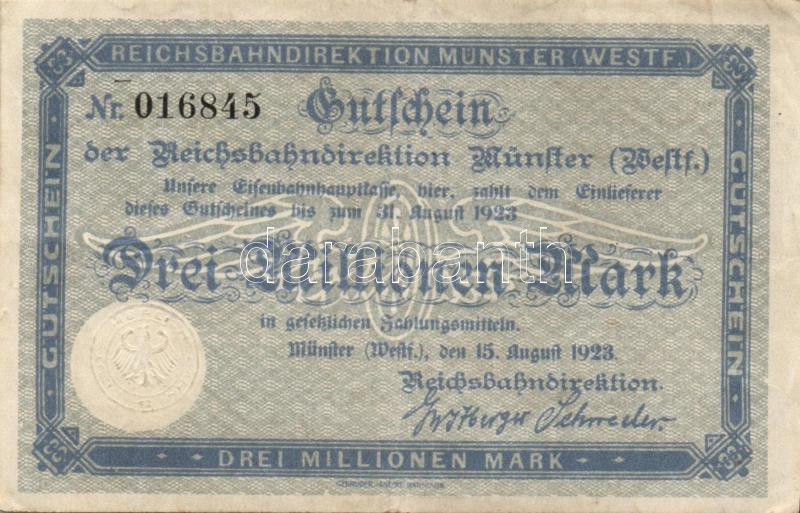 REICHSBAHNDIREKTION MÜNSTER (WESTF.)
Nr. 016845 Gutschein
der Reichsbahndirektion Münster (Westf.)
Unsere Eisenbahnhauptkasse, hier, zahlt dem Einlieferer
dieses Gutscheines bis zum 31. August 1923
Drei Millionen Mark
darabanth
in gesetzlichen Zahlungsmitteln.
Münster (Westf.), den 15. August 1923.
Reichsbahndirektion.
Schweder.
DREI MILLIONEN MARK
GUTSCHEIN
GUTSCHEIN